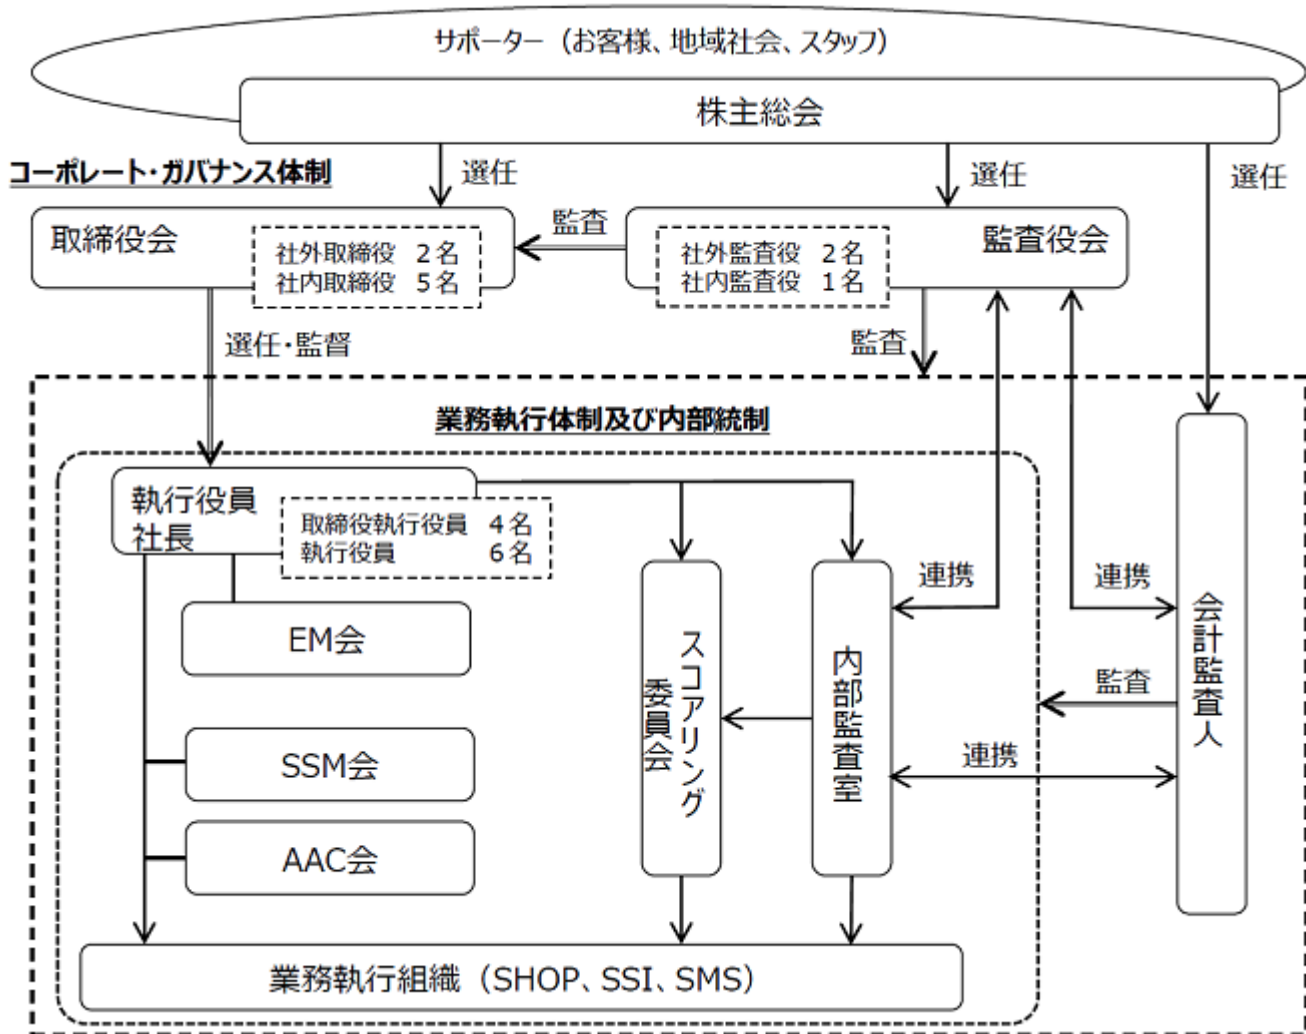 サポーター（お客様、地域社会、スタッフ）
株主総会
コーポレート・ガバナンス体制
選任
選任
選任
取締役会
社外取締役 2名
社内取締役 5名
監査
社外監査役 2名
社内監査役 1名
監査役会
選任・監督
監査
業務執行体制及び内部統制
執行役員
社長
取締役執行役員 4名
執行役員 6名
連携
連携
EM会
スコアリング
委員会
内部監査室
会計監査人
監査
SSM会
連携
AAC会
業務執行組織（SHOP、SSI、SMS）